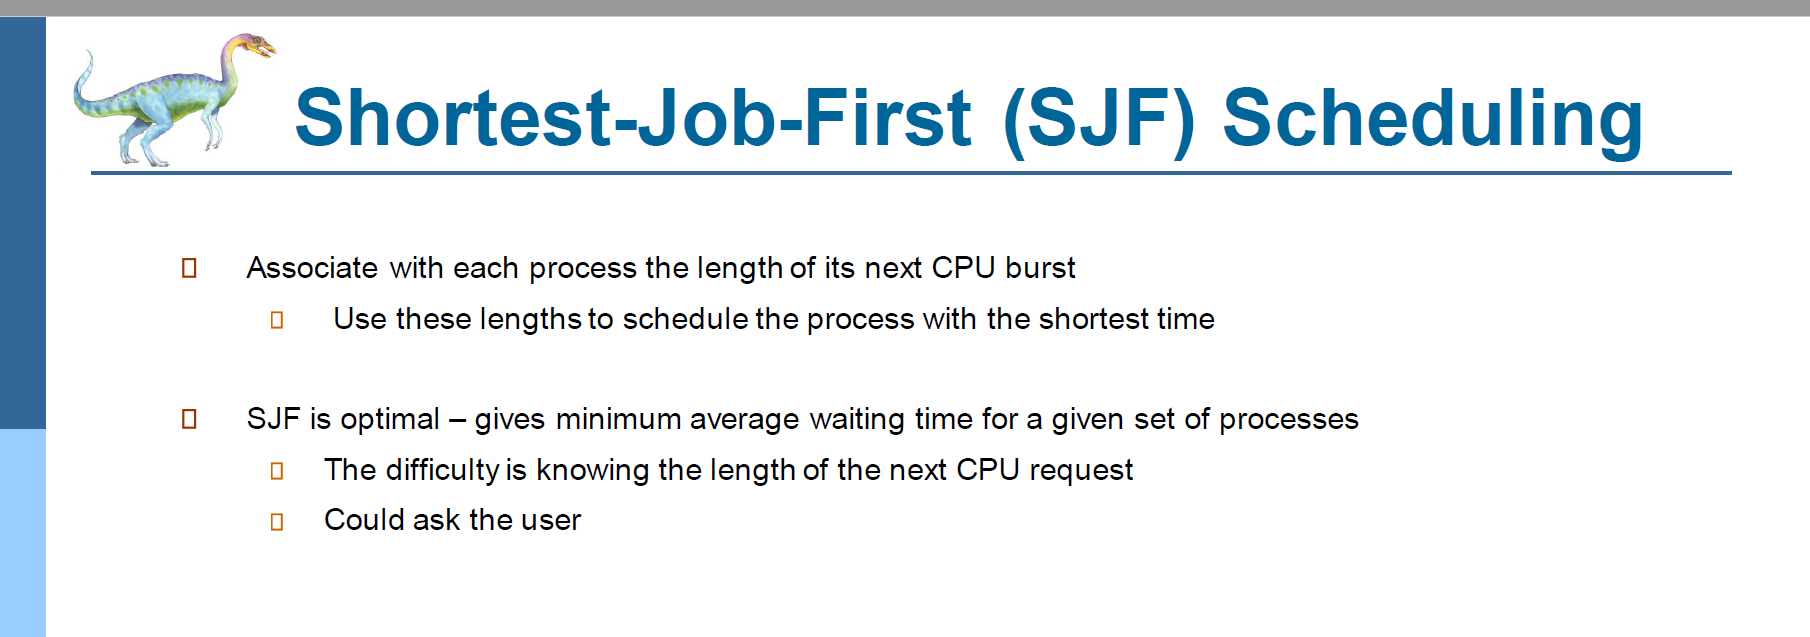 Shortest-Job-First (SJF) Scheduling
Associate with each process the length of its next CPU burst
Use these lengths to schedule the process with the shortest time
SJF is optimal – gives minimum average waiting time for a given set of processes
The difficulty is knowing the length of the next CPU request
Could ask the user